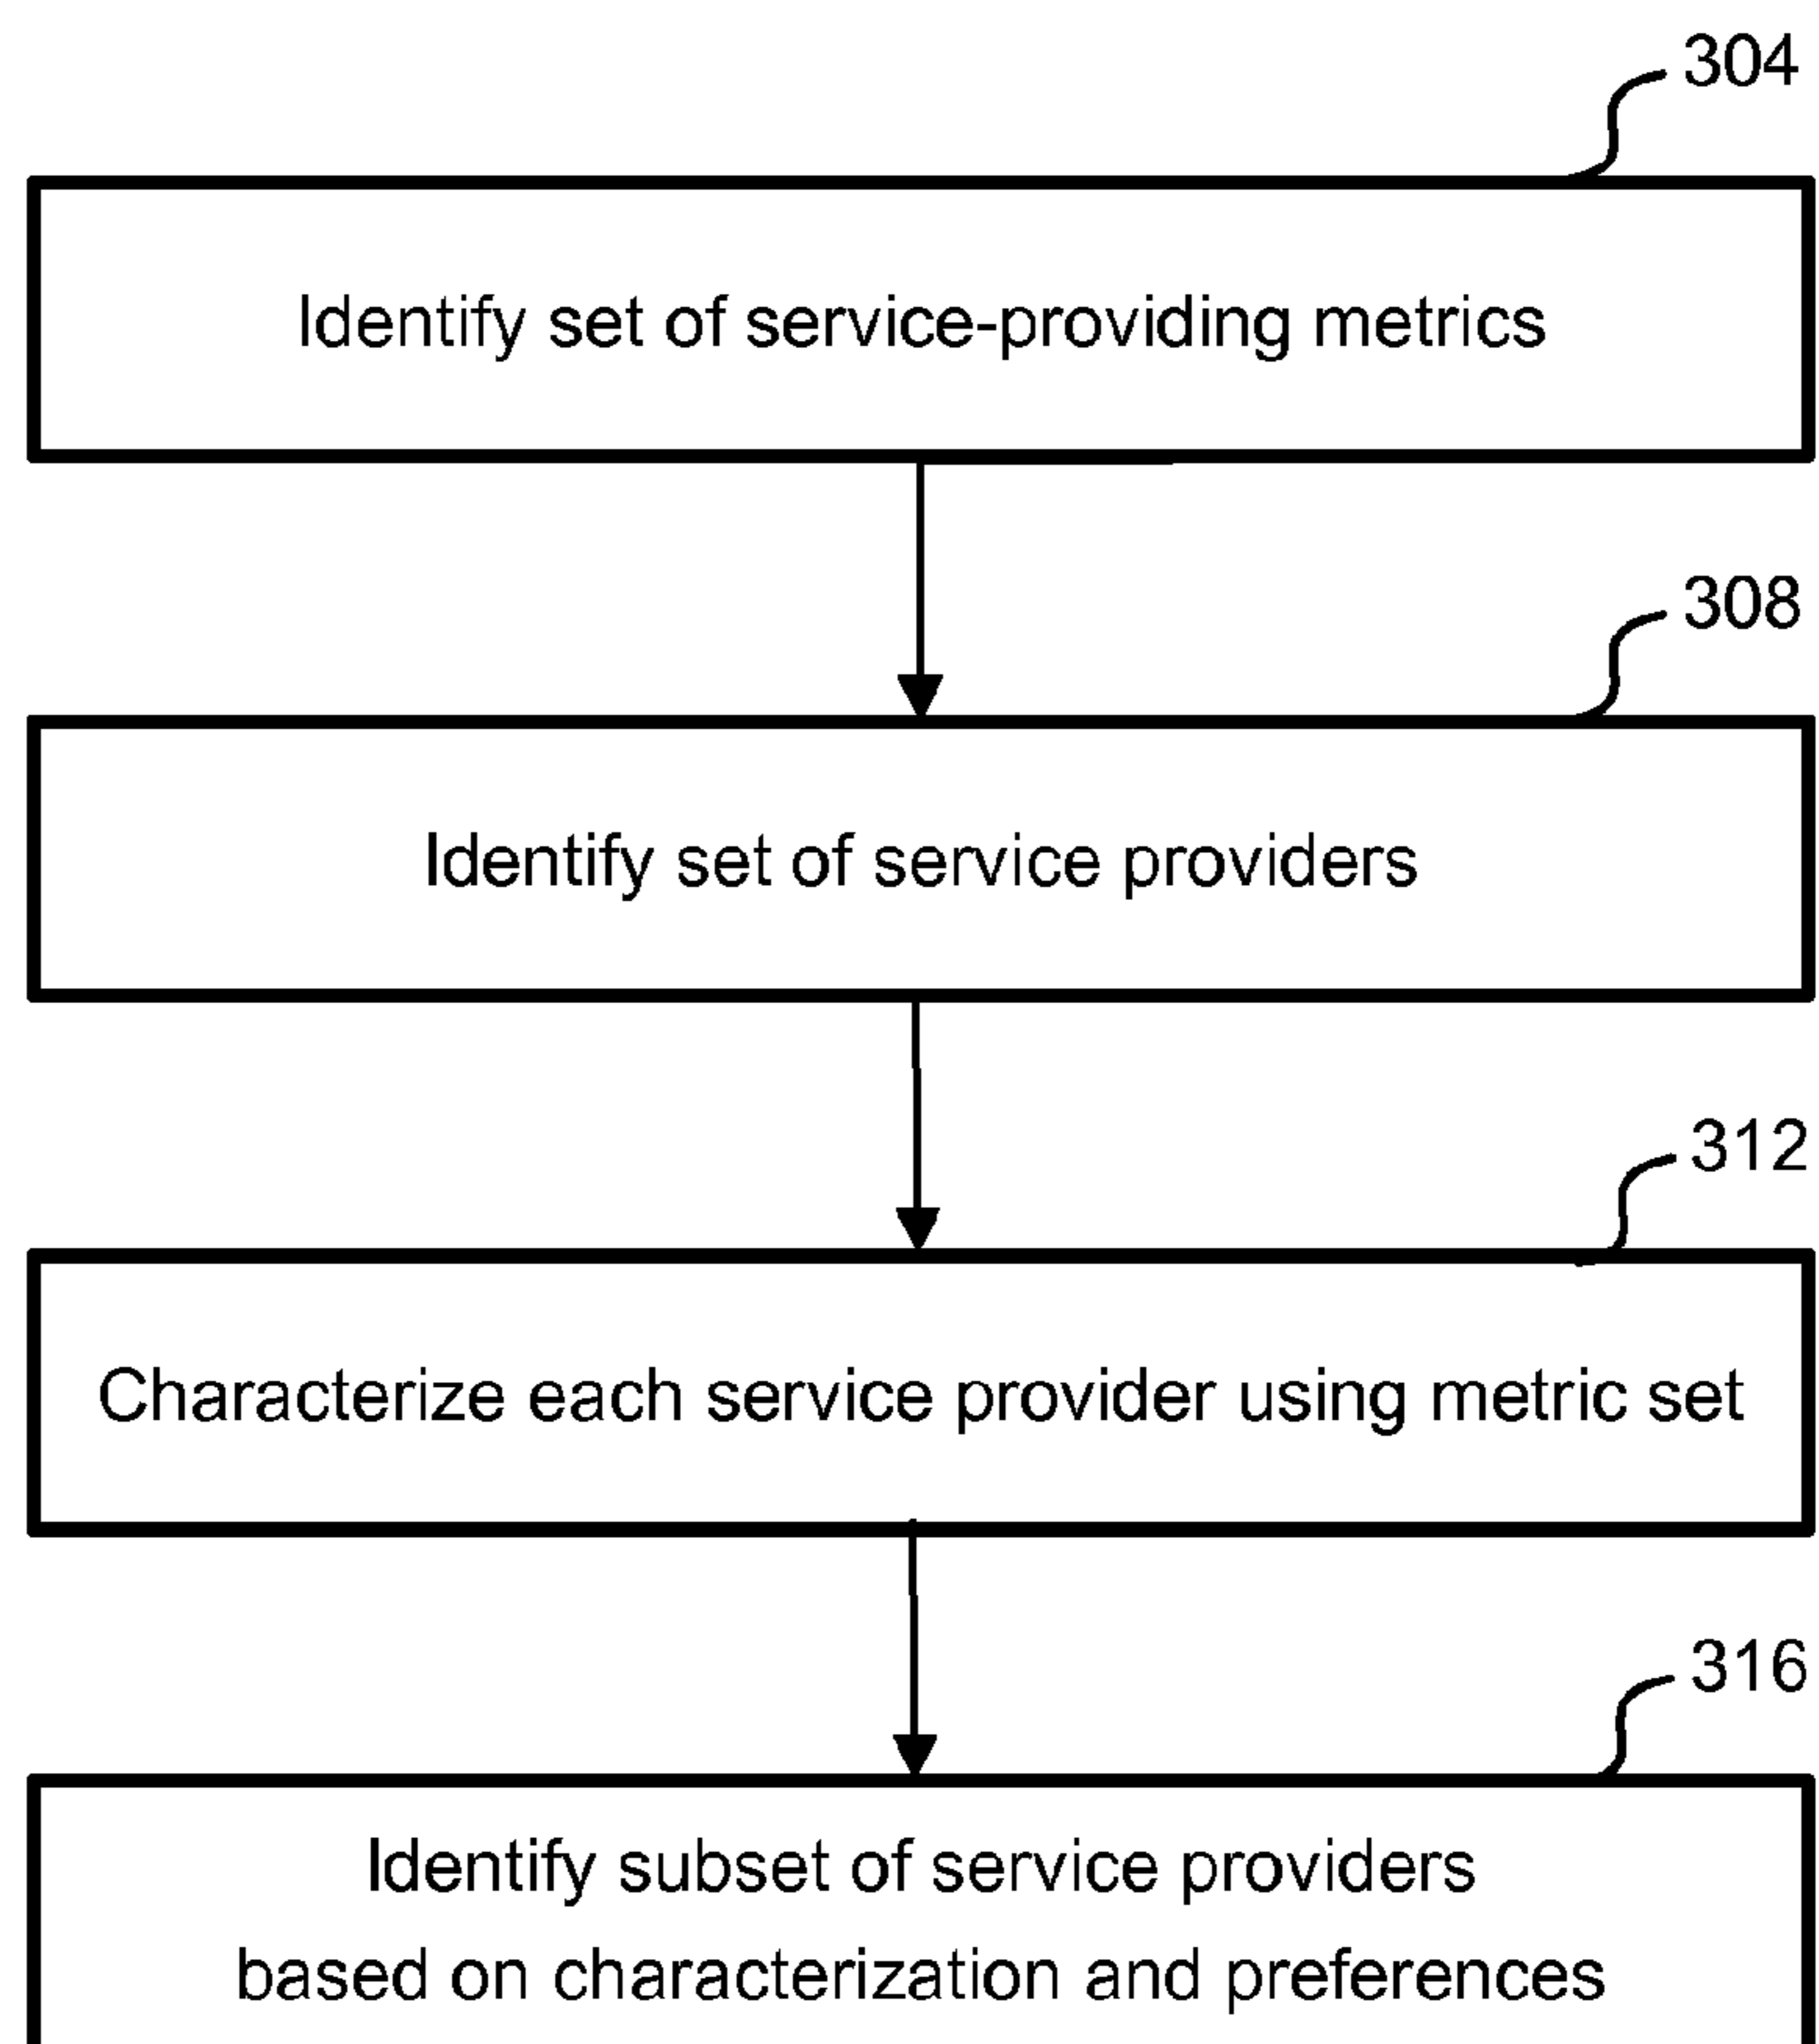 304
Identify set of service-providing metrics
308
Identify set of service providers
312
Characterize each service provider using metric set
316
Identify subset of service providers
based on characterization and preferences